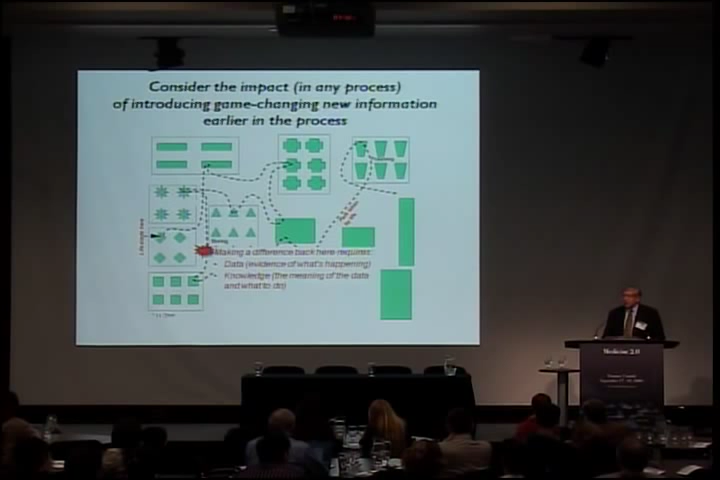 Consider the impact (in any process)
of introducing game-changing new information
earlier in the process
Making a difference back here requires:
Data (evidence of what's happening)
Knowledge (the meaning of the data
and what to do)
Medicine 2.0